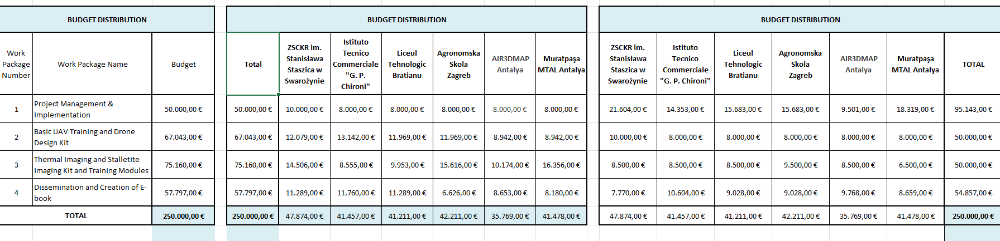 BUDGET DISTRIBUTION
Work Package Number | Work Package Name | Budget
1 | Project Management & Implementation | 50.000,00 €
2 | Basic UAV Training and Drone Design Kit | 67.043,00 €
3 | Thermal Imaging and Stalletite Imaging Kit and Training Modules | 75.160,00 €
4 | Dissemination and Creation of E-book | 57.797,00 €
TOTAL | 250.000,00 €
BUDGET DISTRIBUTION
Total | ZSCKR im. Stanisława Staszica w Swarożynie | Istituto Tecnico Commerciale "G. P. Chironi" | Liceul Tehnologic Bratianu | Agronomska Skola Zagreb | AIR3DMAP Antalya | Muratpaşa MTAL Antalya
50.000,00 € | 10.000,00 € | 8.000,00 € | 8.000,00 € | 8.000,00 € | 8.000,00 € | 8.000,00 €
67.043,00 € | 12.079,00 € | 13.142,00 € | 11.969,00 € | 11.969,00 € | 8.942,00 € | 8.942,00 €
75.160,00 € | 14.506,00 € | 8.555,00 € | 9.953,00 € | 15.616,00 € | 10.174,00 € | 16.356,00 €
57.797,00 € | 11.289,00 € | 11.760,00 € | 11.289,00 € | 6.626,00 € | 8.653,00 € | 8.180,00 €
250.000,00 € | 47.874,00 € | 41.457,00 € | 41.211,00 € | 42.211,00 € | 35.769,00 € | 41.478,00 €
BUDGET DISTRIBUTION
ZSCKR im. Stanisława Staszica w Swarożynie | Istituto Tecnico Commerciale "G. P. Chironi" | Liceul Tehnologic Bratianu | Agronomska Skola Zagreb | AIR3DMAP Antalya | Muratpaşa MTAL Antalya | TOTAL
21.604,00 € | 14.353,00 € | 15.683,00 € | 15.683,00 € | 9.501,00 € | 18.319,00 € | 95.143,00 €
10.000,00 € | 8.000,00 € | 8.000,00 € | 8.000,00 € | 8.000,00 € | 8.000,00 € | 50.000,00 €
8.500,00 € | 8.500,00 € | 8.500,00 € | 9.500,00 € | 8.500,00 € | 6.500,00 € | 50.000,00 €
7.770,00 € | 10.604,00 € | 9.028,00 € | 9.028,00 € | 9.768,00 € | 8.659,00 € | 54.857,00 €
47.874,00 € | 41.457,00 € | 41.211,00 € | 42.211,00 € | 35.769,00 € | 41.478,00 € | 250.000,00 €